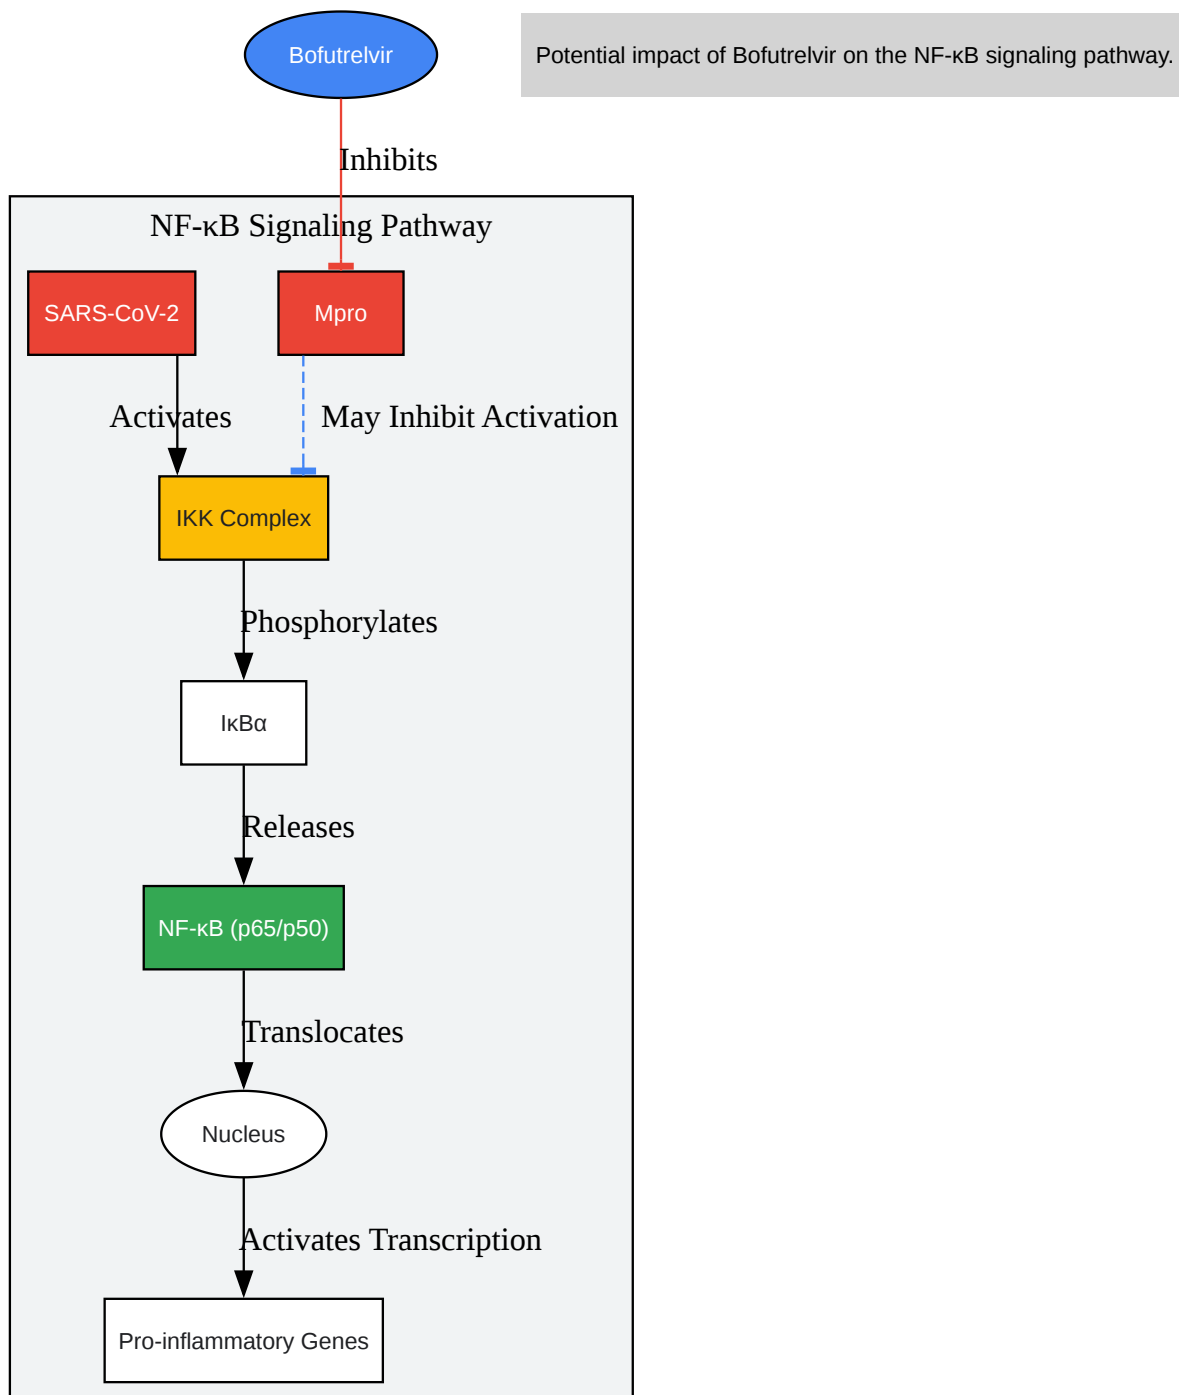 Bofutrelvir
Potential impact of Bofutrelvir on the NF-κB signaling pathway.
Inhibits
NF-κB Signaling Pathway
SARS-CoV-2
Mpro
Activates
May Inhibit Activation
IKK Complex
Phosphorylates
IκBα
Releases
NF-κB (p65/p50)
Translocates
Nucleus
Activates Transcription
Pro-inflammatory Genes